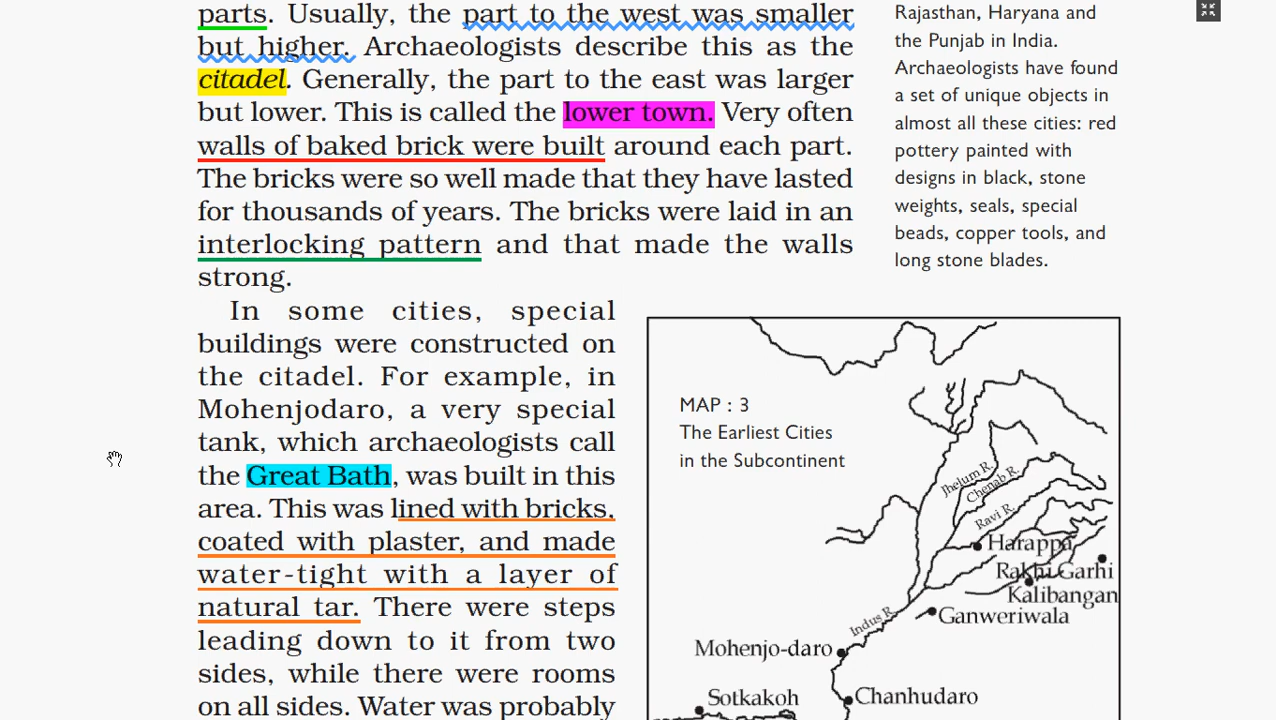 parts. Usually, the part to the west was smaller
but higher. Archaeologists describe this as the
citadel. Generally, the part to the east was larger
but lower. This is called the lower town. Very often
walls of baked brick were built around each part.
The bricks were so well made that they have lasted
for thousands of years. The bricks were laid in an
interlocking pattern and that made the walls
strong.
In some cities, special
buildings were constructed on
the citadel. For example, in
Mohenjodaro, a very special
tank, which archaeologists call
the Great Bath, was built in this
area. This was lined with bricks,
coated with plaster, and made
water-tight with a layer of
natural tar. There were steps
leading down to it from two
sides, while there were rooms
on all sides. Water was probably
Rajasthan, Haryana and
the Punjab in India.
Archaeologists have found
a set of unique objects in
almost all these cities: red
pottery painted with
designs in black, stone
weights, seals, special
beads, copper tools, and
long stone blades.
MAP : 3
The Earliest Cities
in the Subcontinent
Jhelum R.
Chenab R.
Ravi R.
Harappa
Rakhi Garhi
Kalibangan
Ganweriwala
Indus R.
Mohenjo-daro
Sotkakoh
Chanhudaro